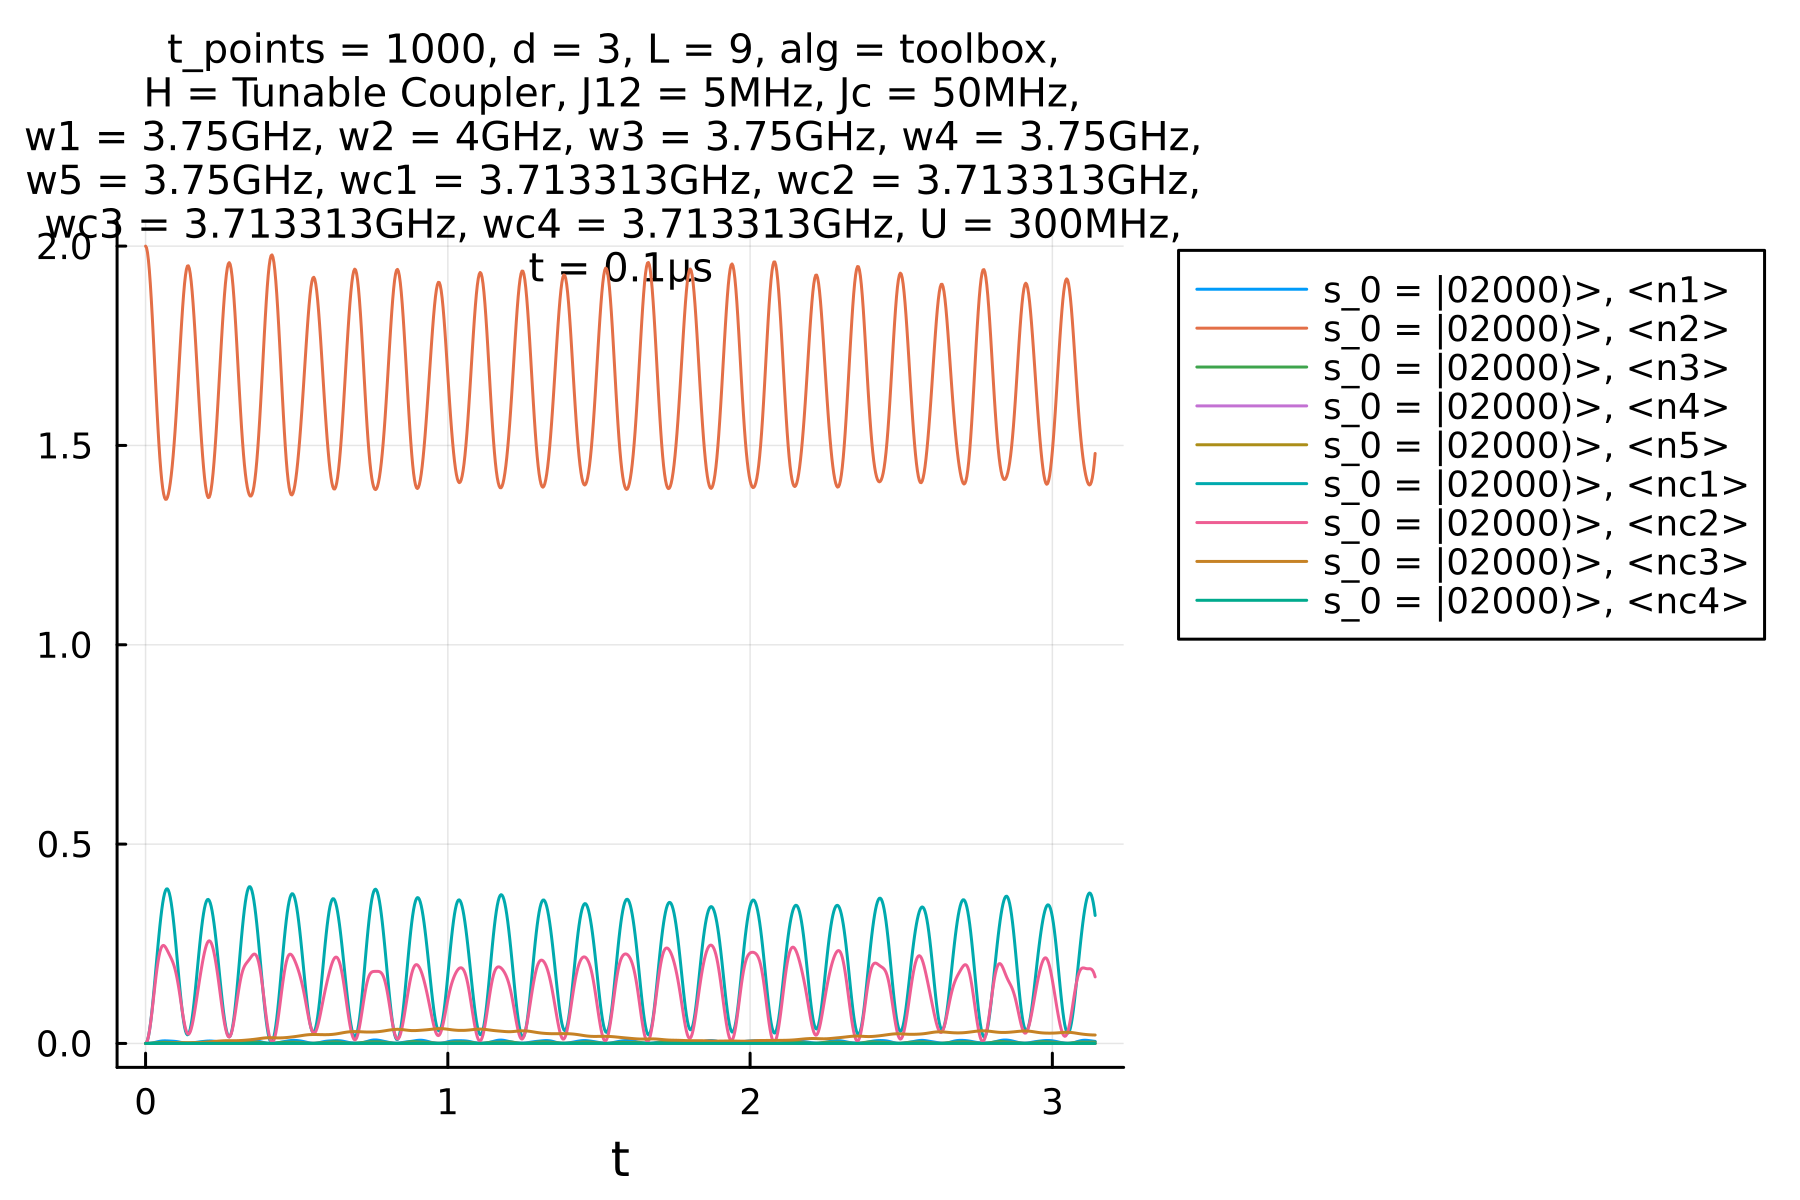 t_points = 1000, d = 3, L = 9, alg = toolbox,
H = Tunable Coupler, J12 = 5MHz, Jc = 50MHz,
w1 = 3.75GHz, w2 = 4GHz, w3 = 3.75GHz, w4 = 3.75GHz,
w5 = 3.75GHz, wc1 = 3.713313GHz, wc2 = 3.713313GHz,
wc3 = 3.713313GHz, wc4 = 3.713313GHz, U = 300MHz,
t = 0.1μs
2.0
1.5
1.0
0.5
0.0
0 1 2 3
t
s_0 = |02000)>, <n1>
s_0 = |02000)>, <n2>
s_0 = |02000)>, <n3>
s_0 = |02000)>, <n4>
s_0 = |02000)>, <n5>
s_0 = |02000)>, <nc1>
s_0 = |02000)>, <nc2>
s_0 = |02000)>, <nc3>
s_0 = |02000)>, <nc4>